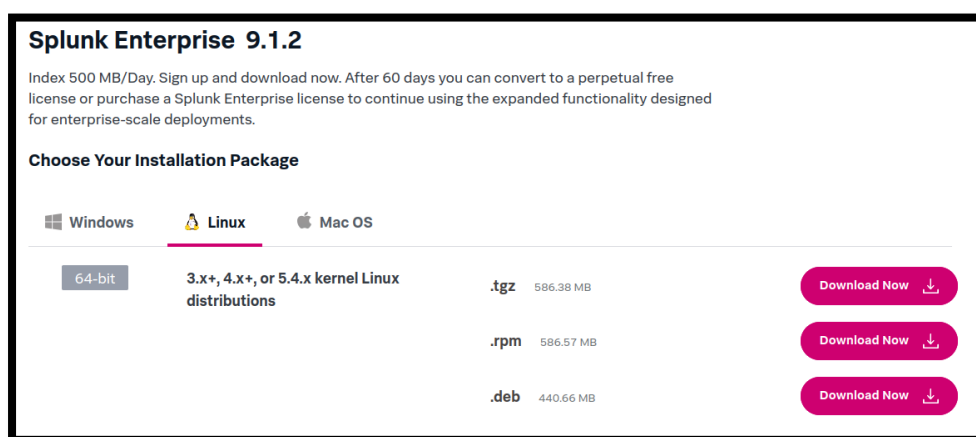 Splunk Enterprise 9.1.2
Index 500 MB/Day. Sign up and download now. After 60 days you can convert to a perpetual free
license or purchase a Splunk Enterprise license to continue using the expanded functionality designed
for enterprise-scale deployments.
Choose Your Installation Package
Windows Linux Mac OS
64-bit 3.x+, 4.x+, or 5.4.x kernel Linux
distributions
.tgz 586.38 MB Download Now
.rpm 586.57 MB Download Now
.deb 440.66 MB Download Now